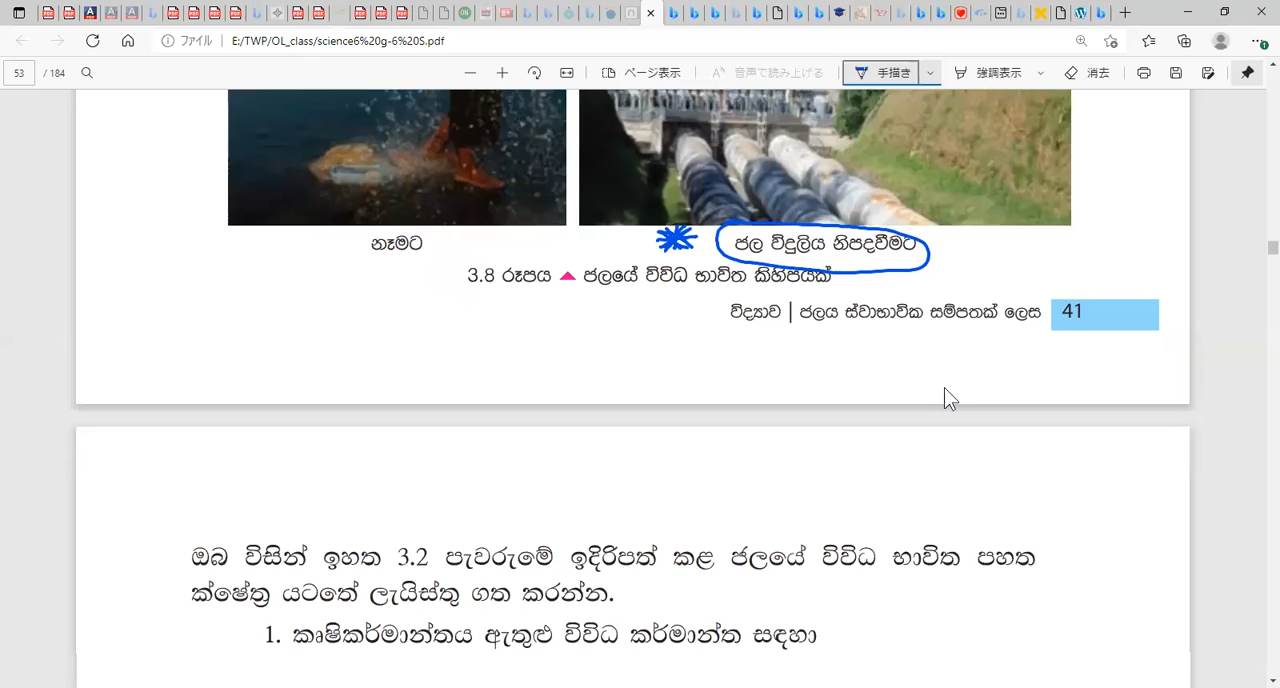 ファイル E:/TWP/OL_class/science6%20g-6%20S.pdf
53 / 184 ページ表示 音声で読み上げる 手描き 強調表示 消去
නෑමට
ජල විදුලිය නිපදවීමට
3.8 රූපය ▲ ජලයේ විවිධ භාවිත කිහිපයක්
විද්‍යාව | ජලය ස්වාභාවික සම්පතක් ලෙස 41
ඔබ විසින් ඉහත 3.2 පැවරුමේ ඉදිරිපත් කළ ජලයේ විවිධ භාවිත පහත
ක්ෂේත්‍ර යටතේ ලැයිස්තු ගත කරන්න.
1. කෘෂිකර්මාන්තය ඇතුළු විවිධ කර්මාන්ත සඳහා